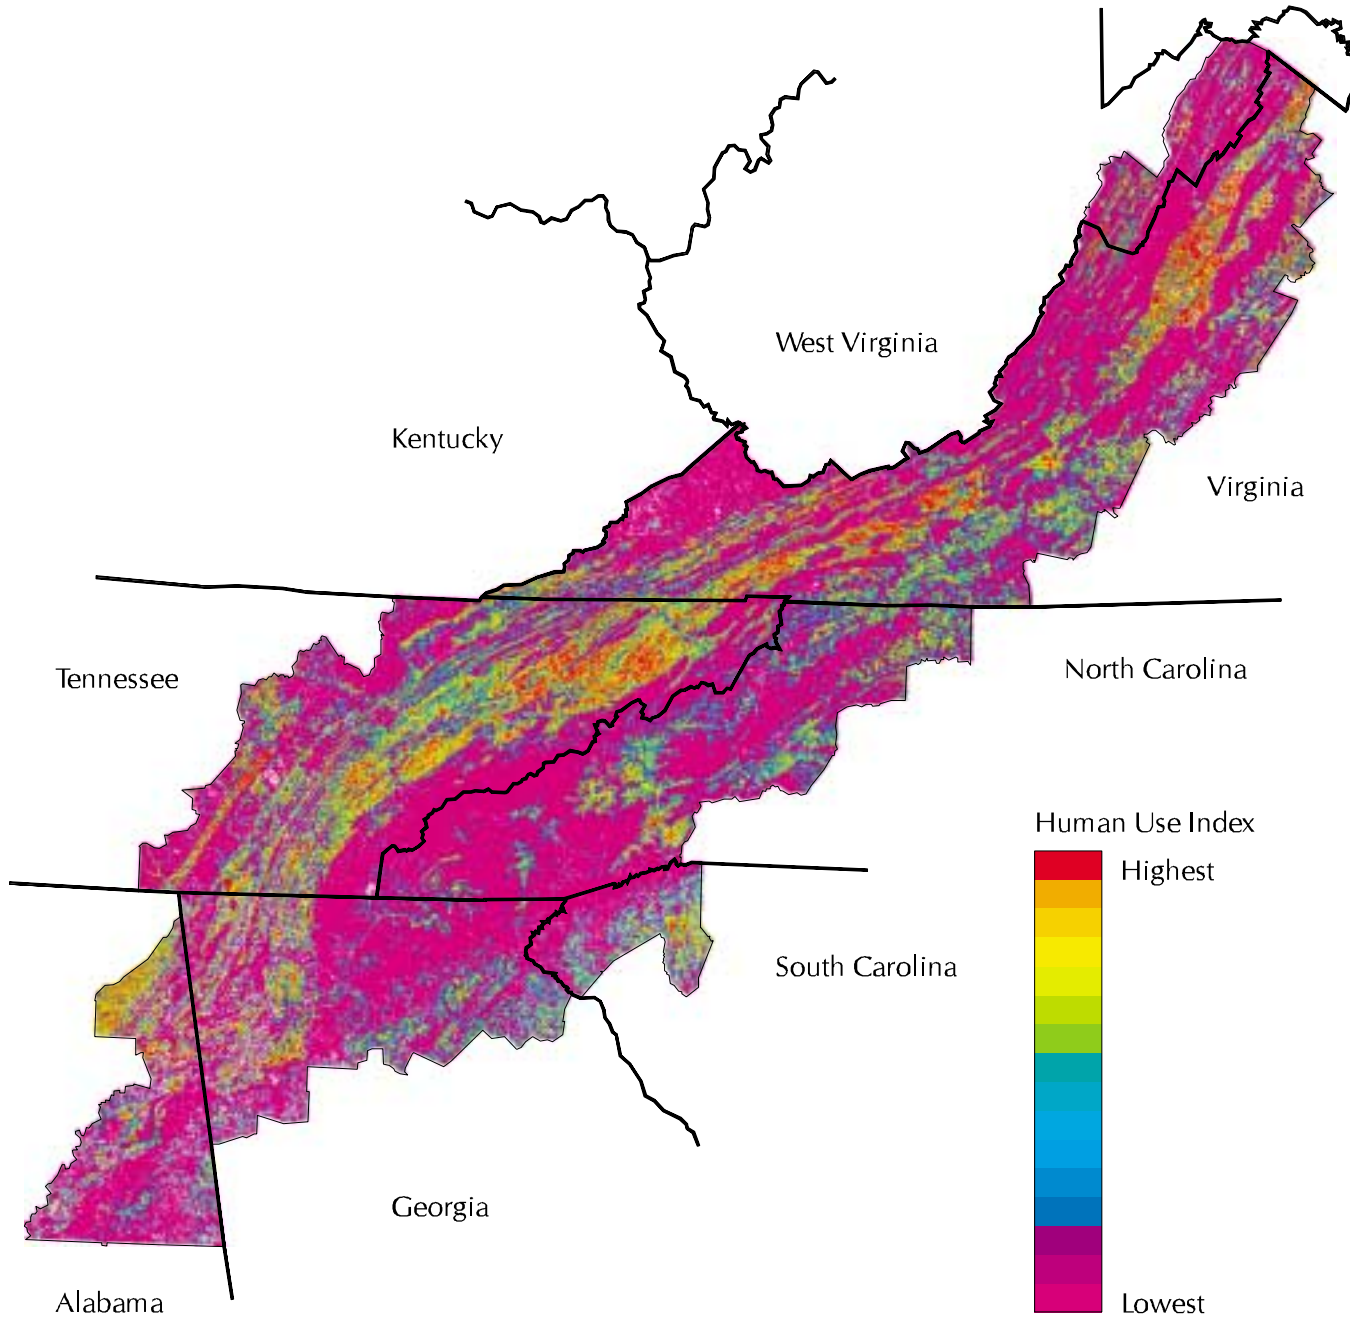 West Virginia
Kentucky
Virginia
Tennessee
North Carolina
Human Use Index
Highest
South Carolina
Georgia
Alabama
Lowest